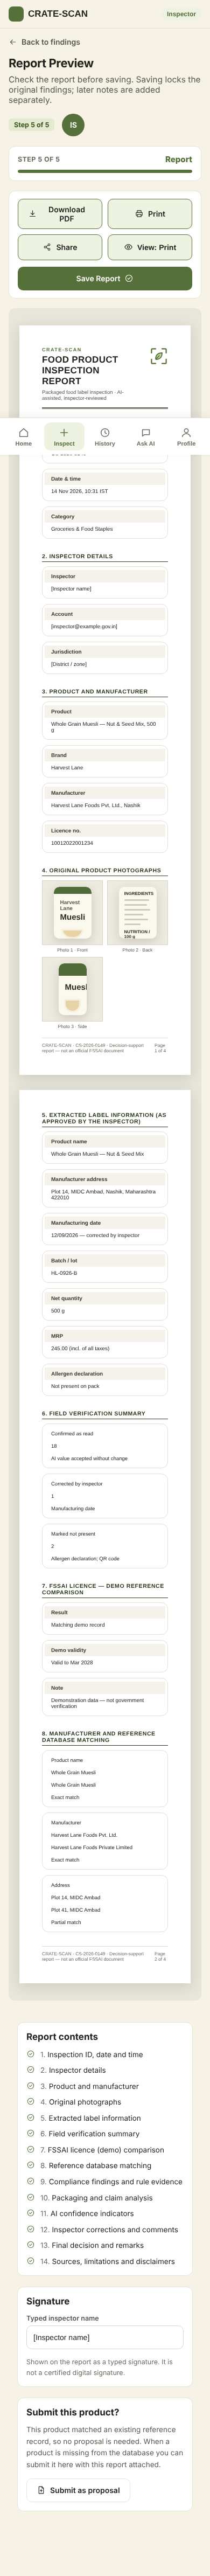 CRATE-SCAN
Inspector
Back to findings
Report Preview
Check the report before saving. Saving locks the
original findings; later notes are added
separately.
Step 5 of 5
IS
STEP 5 OF 5
Report
Download
PDF
Print
Share
View: Print
Save Report
CRATE-SCAN
FOOD PRODUCT
INSPECTION
REPORT
Packaged food label inspection · AI-
assisted, inspector-reviewed
Home
Inspect
History
Ask AI
Profile
Date & time
14 Nov 2026, 10:31 IST
Category
Groceries & Food Staples
2. INSPECTOR DETAILS
Inspector
[Inspector name]
Account
[inspector@example.gov.in]
Jurisdiction
[District / zone]
3. PRODUCT AND MANUFACTURER
Product
Whole Grain Muesli — Nut & Seed Mix, 500
g
Brand
Harvest Lane
Manufacturer
Harvest Lane Foods Pvt. Ltd., Nashik
Licence no.
10012022001234
4. ORIGINAL PRODUCT PHOTOGRAPHS
Harvest
Lane
Muesli
INGREDIENTS
NUTRITION /
100 g
Photo 1 · Front
Photo 2 · Back
Muesl
Photo 3 · Side
CRATE-SCAN · CS-2026-0148 · Decision-support
report — not an official FSSAI document
Page
1 of 4
5. EXTRACTED LABEL INFORMATION (AS
APPROVED BY THE INSPECTOR)
Product name
Whole Grain Muesli — Nut & Seed Mix
Manufacturer address
Plot 14, MIDC Ambad, Nashik, Maharashtra
422010
Manufacturing date
12/09/2026 — corrected by inspector
Batch / lot
HL-0926-B
Net quantity
500 g
MRP
245.00 (incl. of all taxes)
Allergen declaration
Not present on pack
6. FIELD VERIFICATION SUMMARY
Confirmed as read
18
AI value accepted without change
Corrected by inspector
1
Manufacturing date
Marked not present
2
Allergen declaration; QR code
7. FSSAI LICENCE — DEMO REFERENCE
COMPARISON
Result
Matching demo record
Demo validity
Valid to Mar 2028
Note
Demonstration data — not government
verification
8. MANUFACTURER AND REFERENCE
DATABASE MATCHING
Product name
Whole Grain Muesli
Whole Grain Muesli
Exact match
Manufacturer
Harvest Lane Foods Pvt. Ltd.
Harvest Lane Foods Private Limited
Exact match
Address
Plot 14, MIDC Ambad
Plot 41, MIDC Ambad
Partial match
CRATE-SCAN · CS-2026-0148 · Decision-support
report — not an official FSSAI document
Page
2 of 4
Report contents
1. Inspection ID, date and time
2. Inspector details
3. Product and manufacturer
4. Original photographs
5. Extracted label information
6. Field verification summary
7. FSSAI licence (demo) comparison
8. Reference database matching
9. Compliance findings and rule evidence
10. Packaging and claim analysis
11. AI confidence indicators
12. Inspector corrections and comments
13. Final decision and remarks
14. Sources, limitations and disclaimers
Signature
Typed inspector name
[Inspector name]
Shown on the report as a typed signature. It is
not a certified digital signature.
Submit this product?
This product matched an existing reference
record, so no proposal is needed. When a
product is missing from the database you can
submit it here with this report attached.
Submit as proposal